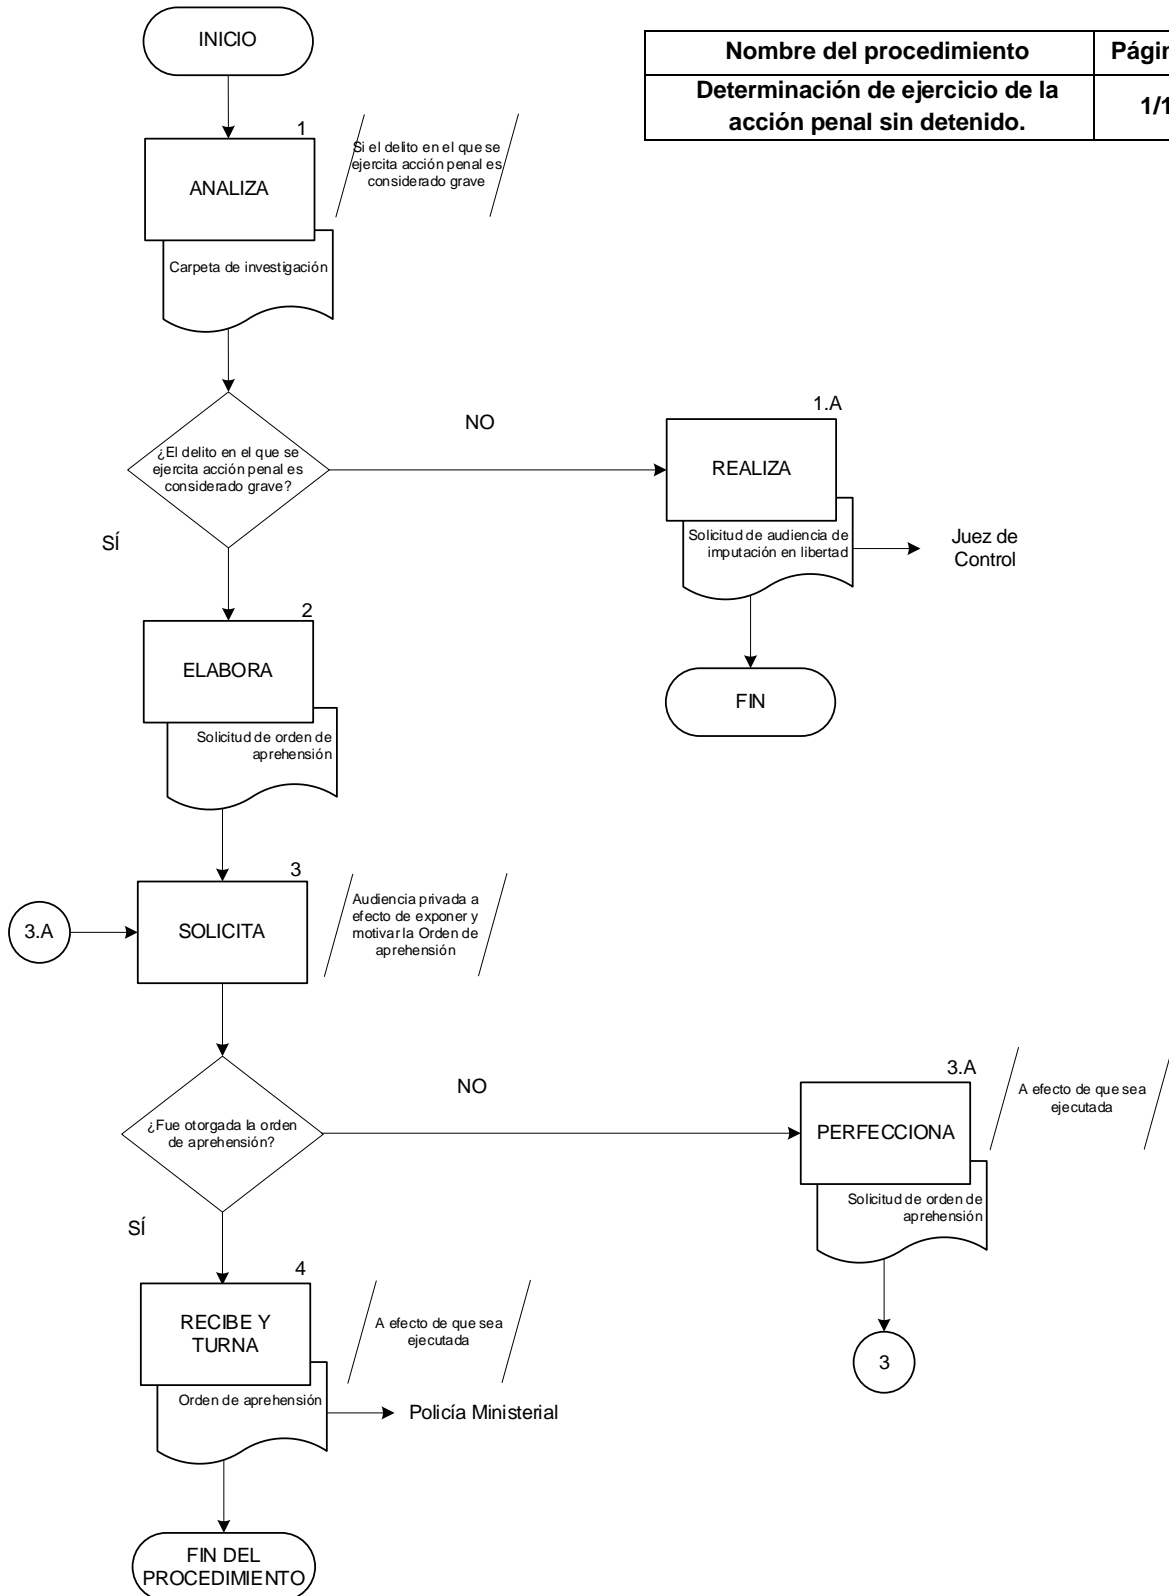 INICIO
Nombre del procedimiento
Determinación de ejercicio de la
acción penal sin detenido.
1/1
1
Si el delito en el que se
ejercita acción penal es
considerado grave
ANALIZA
Carpeta de investigación
¿El delito en el que se
ejercita acción penal es
considerado grave?
NO
SÍ
1.A
REALIZA
Solicitud de audiencia de
imputación en libertad
Juez de
Control
FIN
2
ELABORA
Solicitud de orden de
aprehensión
3
3.A
SOLICITA
Audiencia privada a
efecto de exponer y
motivar la Orden de
aprehensión
¿Fue otorgada la orden
de aprehensión?
NO
SÍ
3.A
PERFECCIONA
A efecto de que sea
ejecutada
Solicitud de orden de
aprehensión
3
4
RECIBE Y
TURNA
A efecto de que sea
ejecutada
Orden de aprehensión
Policía Ministerial
FIN DEL
PROCEDIMIENTO